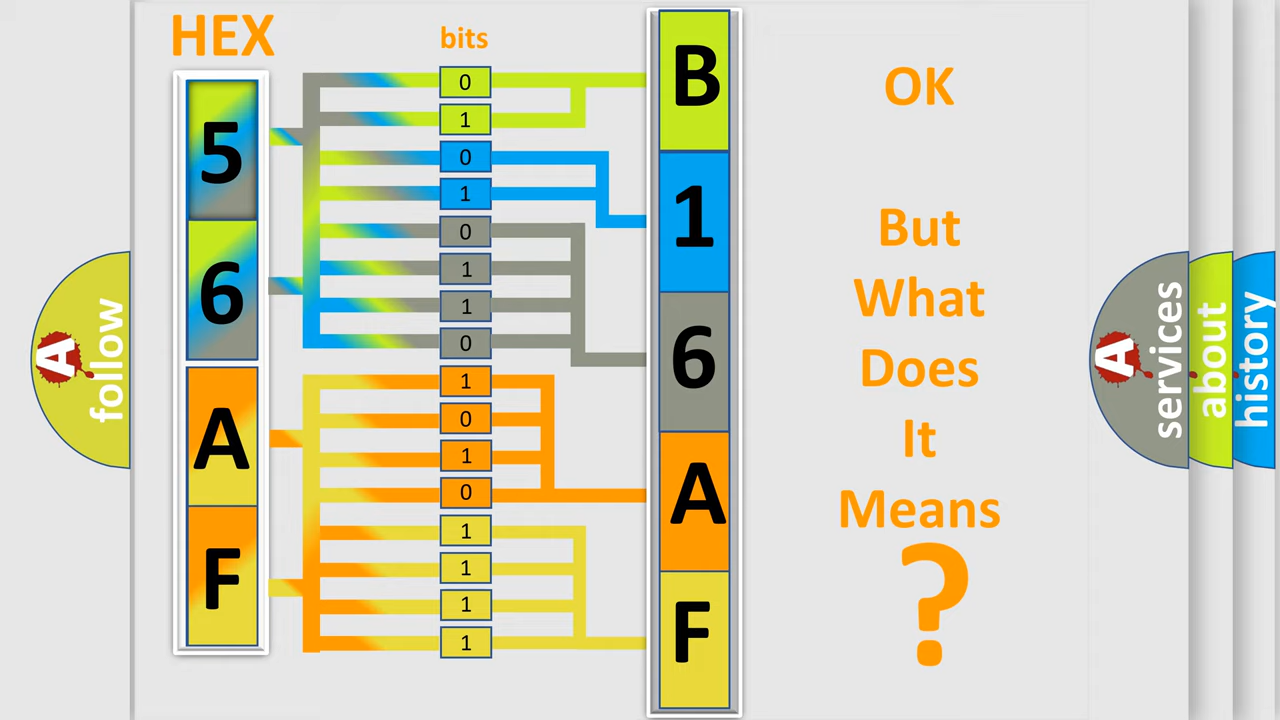 HEX
bits
5
6
A
F
0
1
0
1
0
1
1
0
1
0
1
0
1
1
1
1
B
1
6
A
F
OK
But
What
Does
It
Means
?
A
follow
A
services
about
history